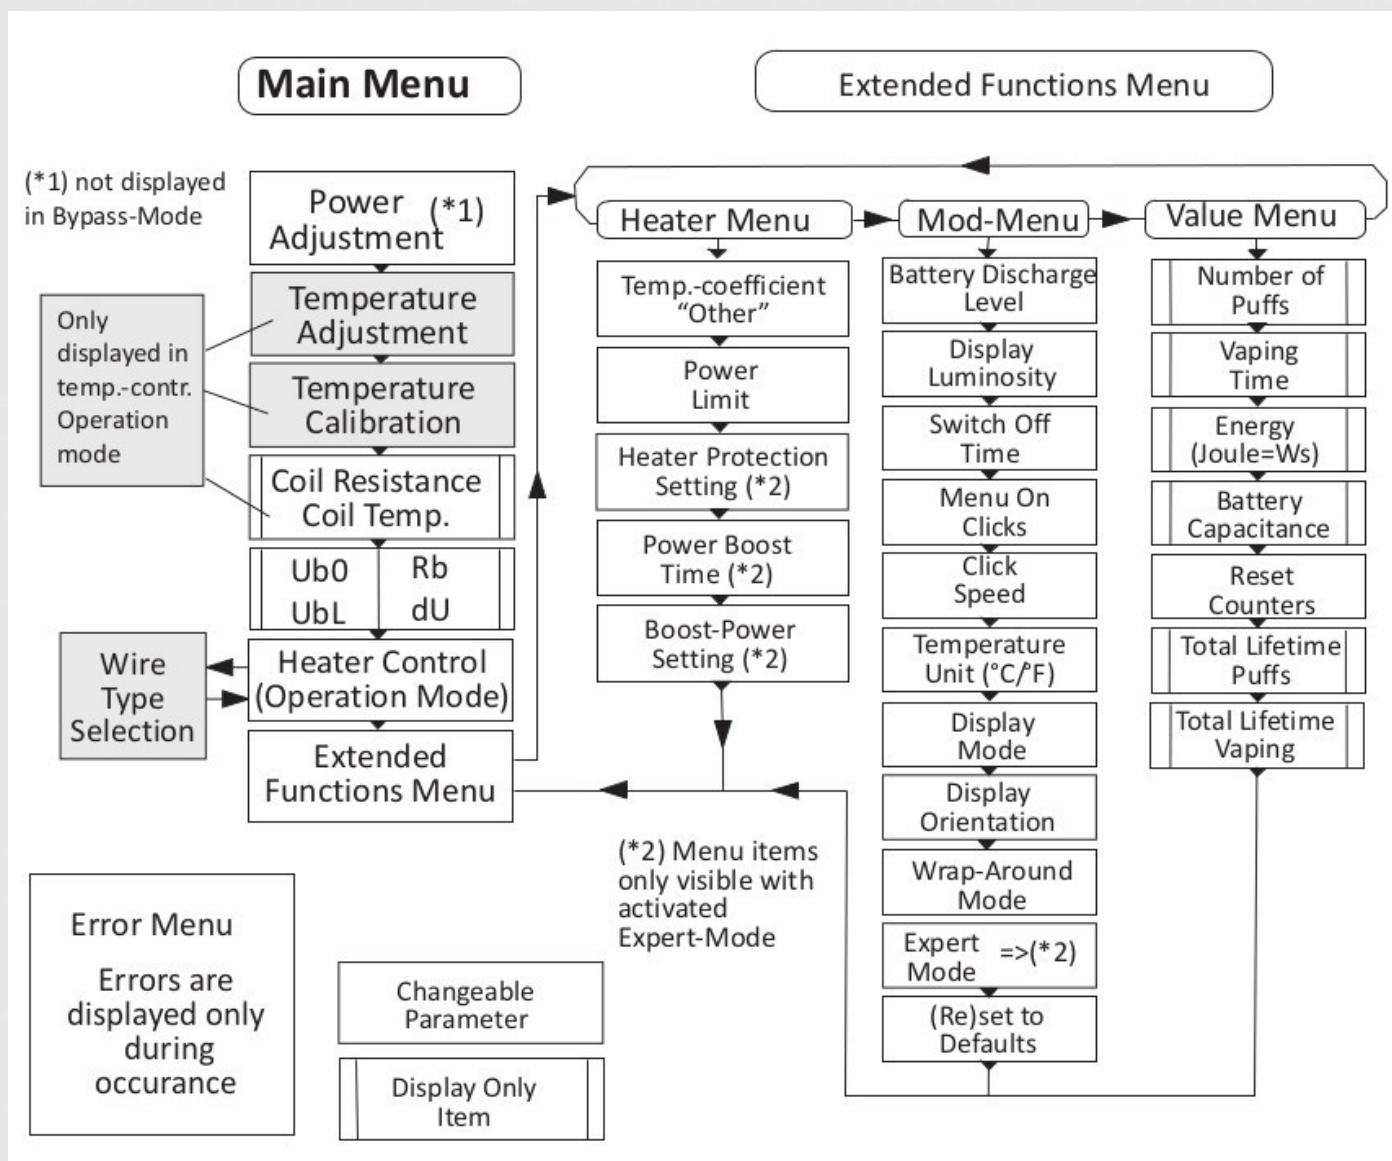 Main Menu
Extended Functions Menu
(*1) not displayed
in Bypass-Mode
Power
Adjustment (*1)
Temperature
Adjustment
Temperature
Calibration
Coil Resistance
Coil Temp.
Ub0
UbL
Rb
dU
Heater Control
(Operation Mode)
Extended
Functions Menu
Only
displayed in
temp.-contr.
Operation
mode
Wire
Type
Selection
Heater Menu
Temp.-coefficient
“Other”
Power
Limit
Heater Protection
Setting (*2)
Power Boost
Time (*2)
Boost-Power
Setting (*2)
Mod-Menu
Battery Discharge
Level
Display
Luminosity
Switch Off
Time
Menu On
Clicks
Click
Speed
Temperature
Unit (°C/°F)
Display
Mode
Display
Orientation
Wrap-Around
Mode
Expert
Mode =>(*2)
(Re)set to
Defaults
Value Menu
Number of
Puffs
Vaping
Time
Energy
(Joule=Ws)
Battery
Capacitance
Reset
Counters
Total Lifetime
Puffs
Total Lifetime
Vaping
(*2) Menu items
only visible with
activated
Expert-Mode
Error Menu
Errors are
displayed only
during
occurance
Changeable
Parameter
Display Only
Item